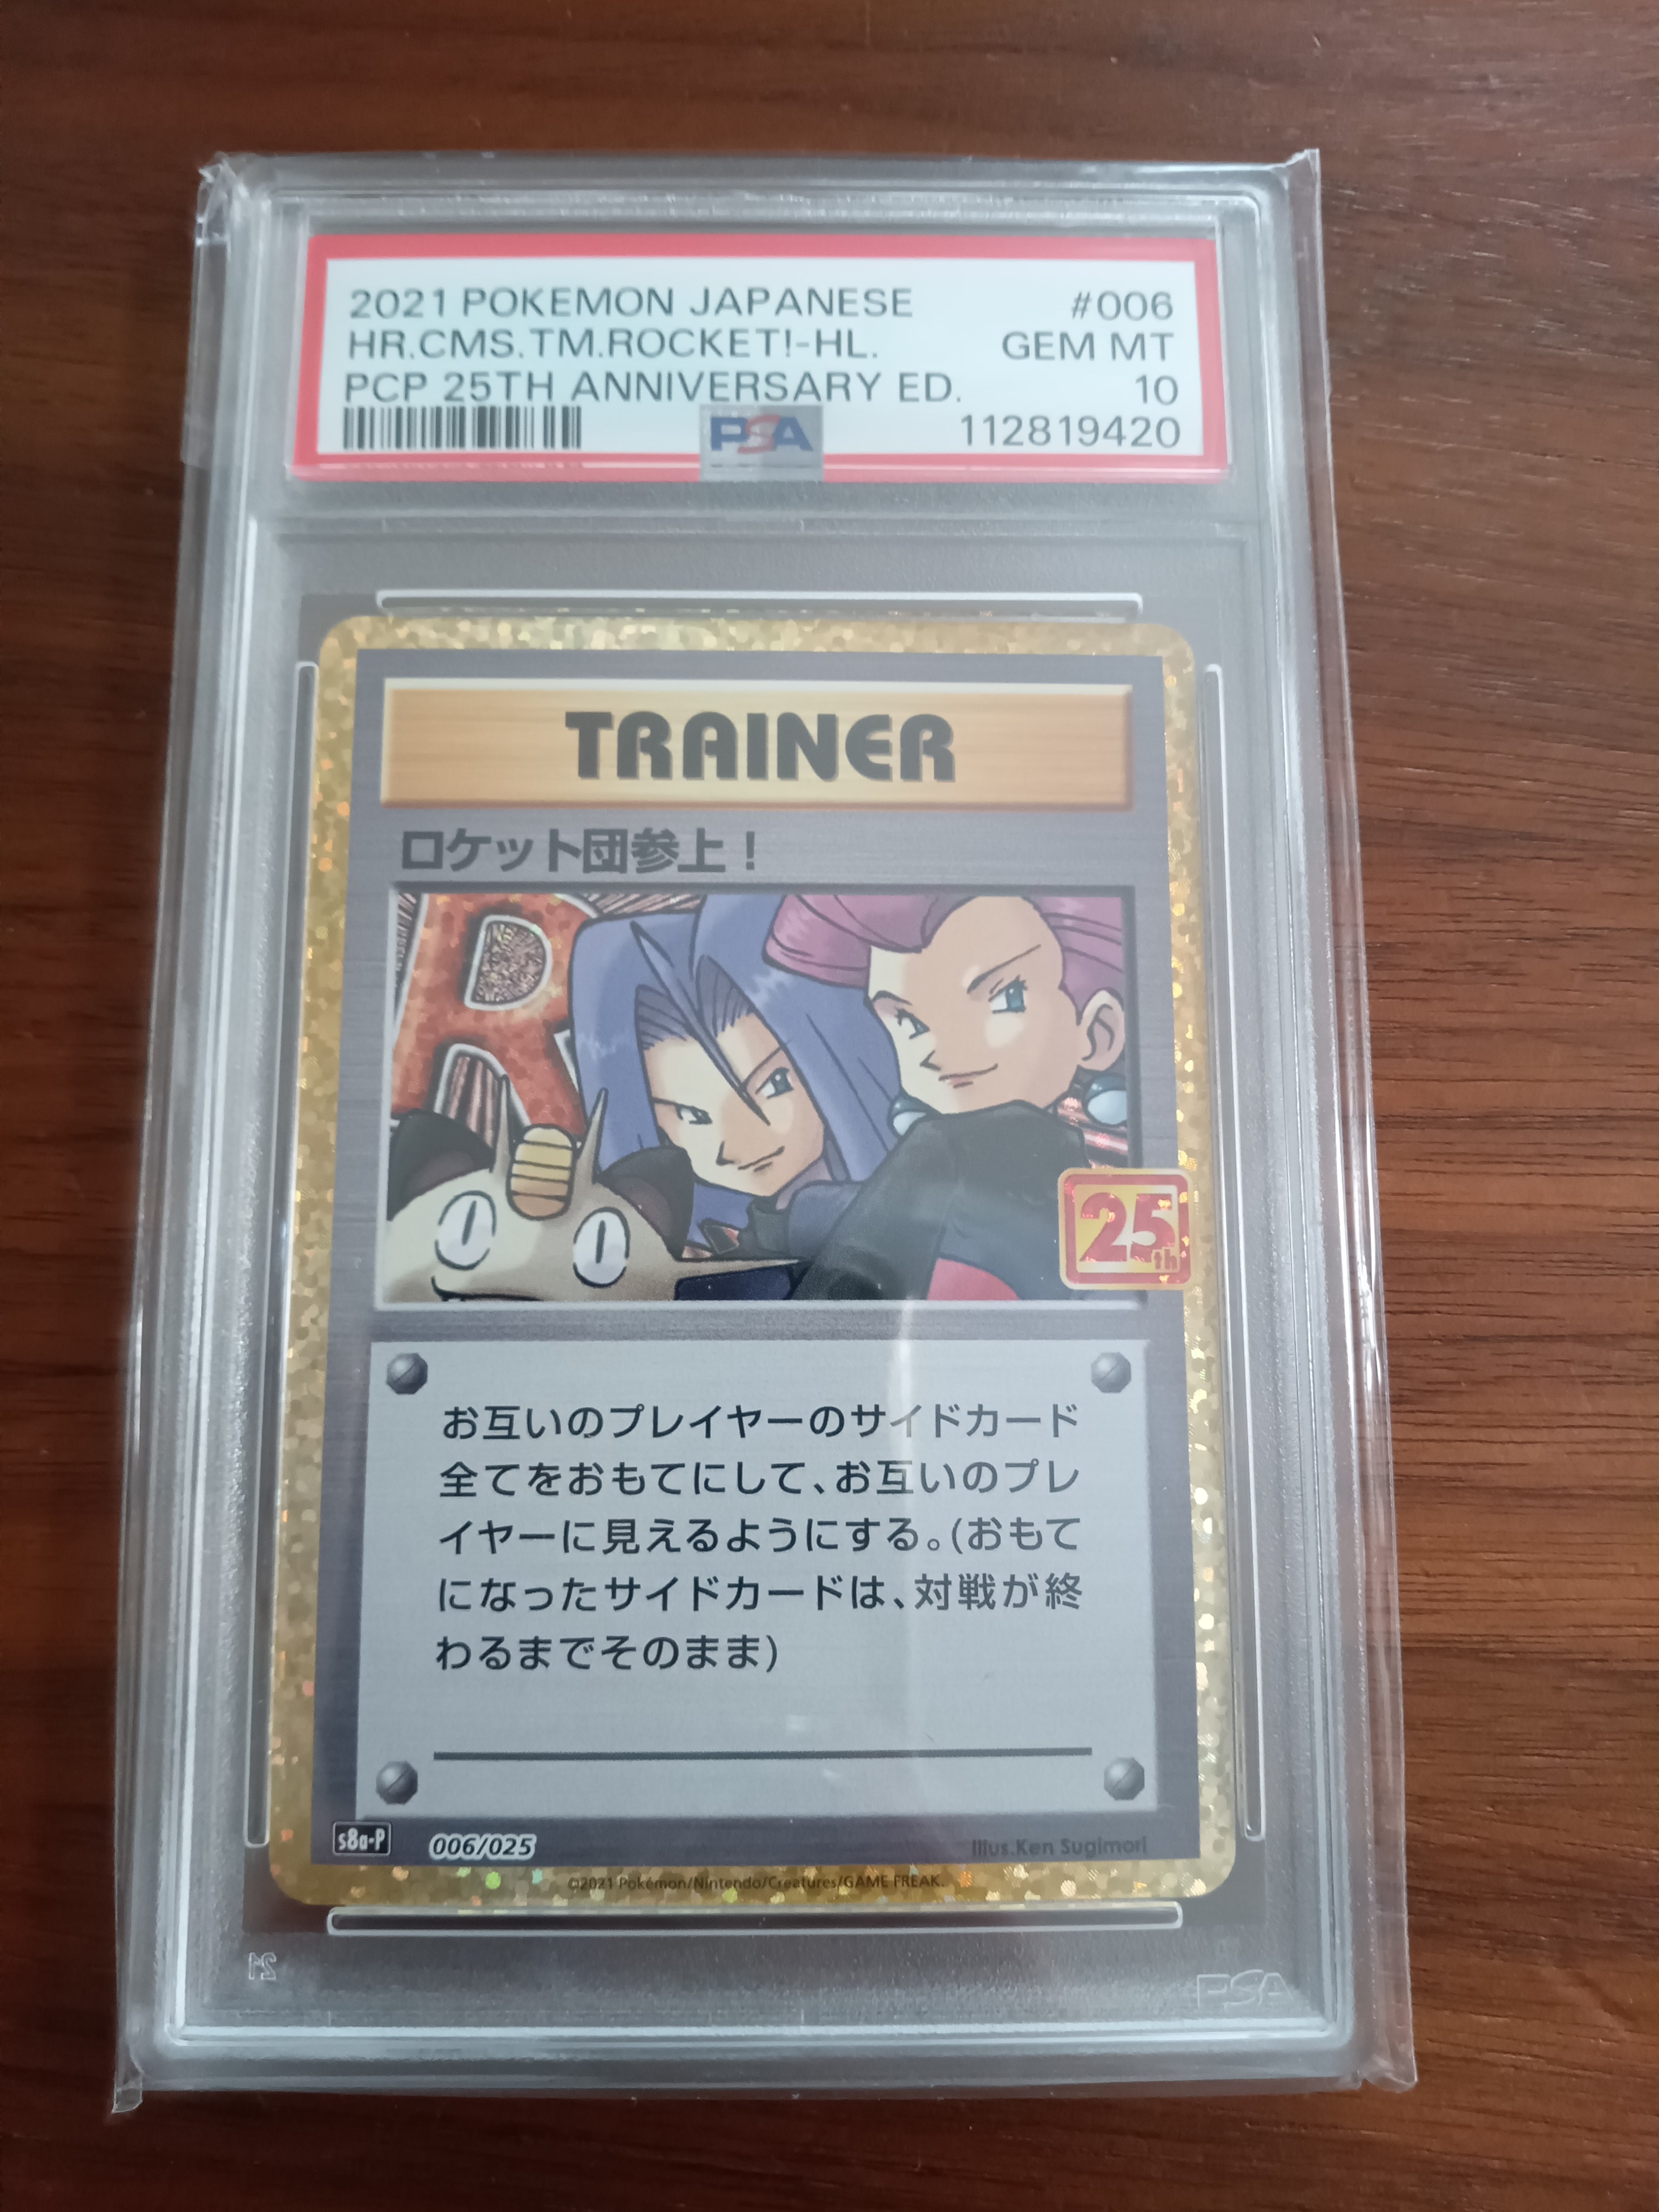 2021 POKEMON JAPANESE #006
HR.CMS.TM.ROCKET!-HL. GEM MT
PCP 25TH ANNIVERSARY ED. 10
PSA 112819420
TRAINER
ロケット団参上!
R
25th
お互いのプレイヤーのサイドカード
全てをおもてにして、お互いのプレ
イヤーに見えるようにする。(おもて
になったサイドカードは、対戦が終
わるまでそのまま)
s8a-P 006/025 Illus.Ken Sugimori
©2021 Pokémon/Nintendo/Creatures/GAME FREAK.
PSA